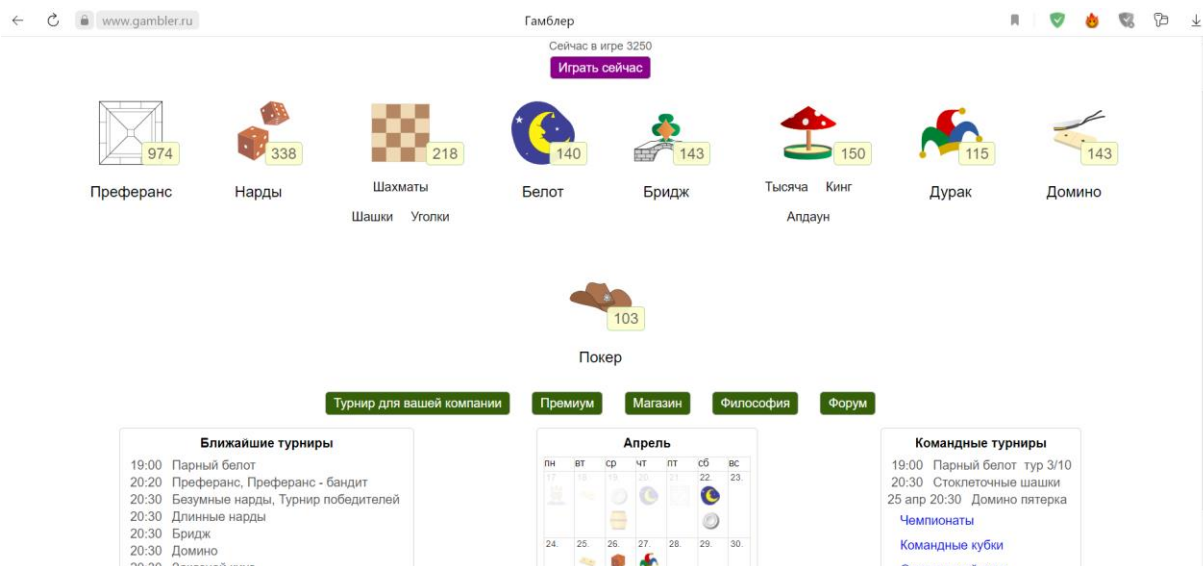 www.gambler.ru Гамблер
Сейчас в игре 3250
Играть сейчас
974 338 218 140 143 150 115 143
Преферанс Нарды Шахматы Белот Бридж Тысяча Кинг Дурак Домино
Шашки Уголки Апдаун
103
Покер
Турнир для вашей компании Премиум Магазин Философия Форум
Ближайшие турниры
19:00 Парный белот
20:20 Преферанс, Преферанс - бандит
20:30 Безумные нарды, Турнир победителей
20:30 Длинные нарды
20:30 Бридж
20:30 Домино
Апрель
пн вт ср чт пт сб вс
17. 18. 19. 20. 21. 22. 23.
24. 25. 26. 27. 28. 29. 30.
Командные турниры
19:00 Парный белот тур 3/10
20:30 Стоклеточные шашки
25 апр 20:30 Домино пятерка
Чемпионаты
Командные кубки